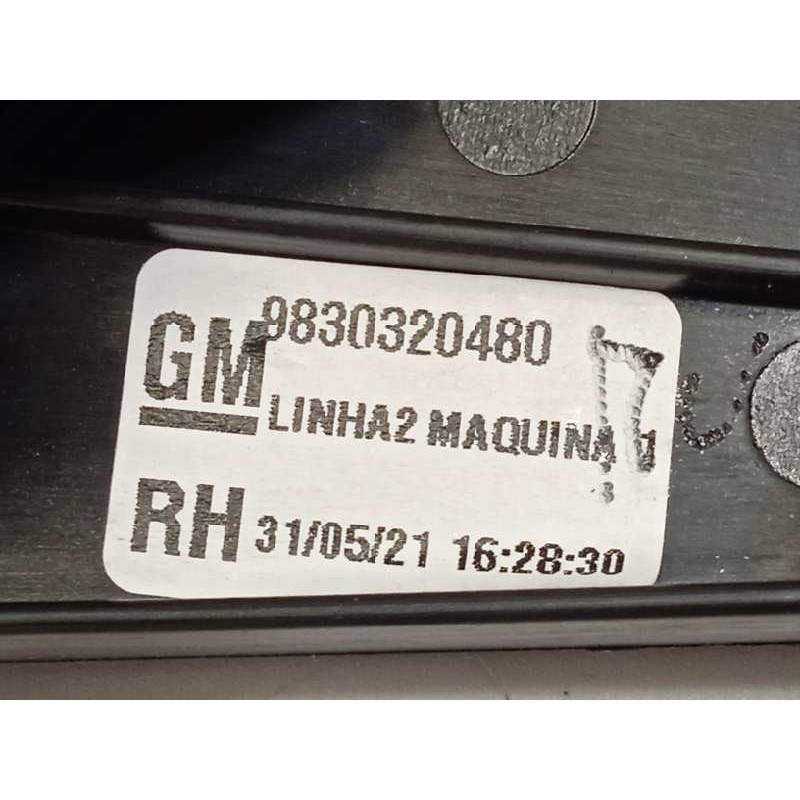 GM 9830320480
LINHA2 MAQUINA
RH 31/05/21 16:28:30